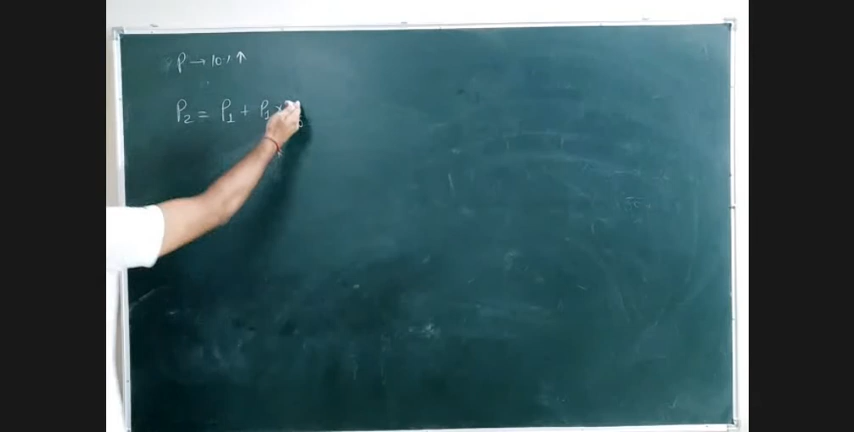 P → 10% ↑
P₂ = P₁ + P₁ ×